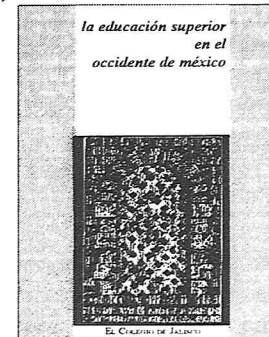 la educación superior
en el
occidente de méxico
EL COLEGIO DE JALISCO